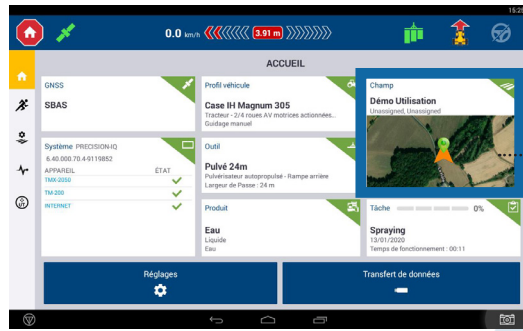 15:25
0.0 km/h
3.91 m
ACCUEIL
GNSS
SBAS
Système PRECISION-IQ
6.40.000.70.4-9119852
APPAREIL ÉTAT
TMX-2050
TM-200
INTERNET
Profil véhicule
Case IH Magnum 305
Tracteur - 2/4 roues AV motrices actionnées..
Guidage manuel
Outil
Pulvé 24m
Pulvérisateur autopropulsé - Rampe arrière
Largeur de Passe : 24 m
Produit
Eau
Liquide
Eau
Champ
Démo Utilisation
Unassigned, Unassigned
Tâche 0%
Spraying
13/01/2020
Temps de fonctionnement : 00:11
Réglages
Transfert de données